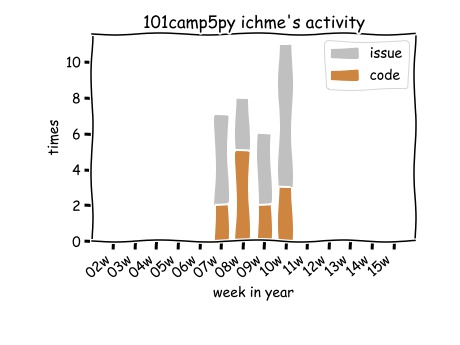 101camp5py ichme's activity
issue
code
times
10
8
6
4
2
0
02w 03w 04w 05w 06w 07w 08w 09w 10w 11w 12w 13w 14w 15w
week in year